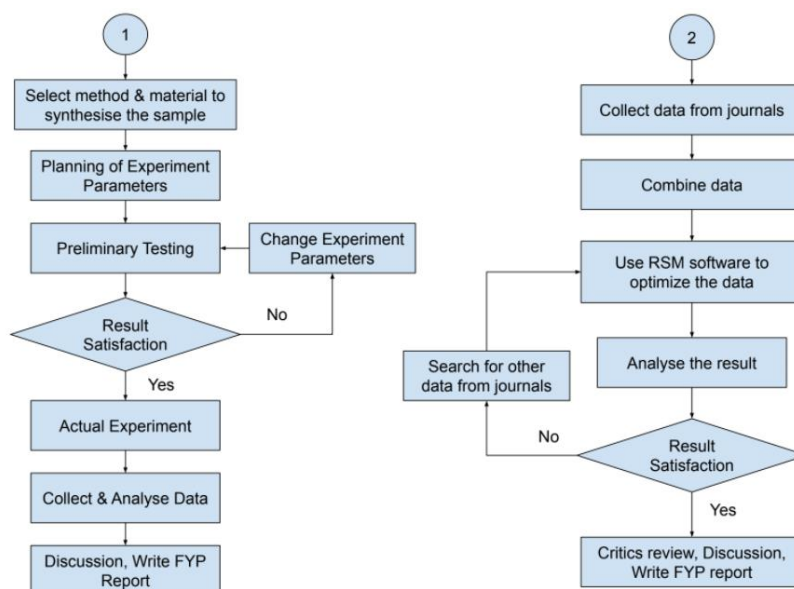 1
Select method & material to
synthesise the sample
Planning of Experiment
Parameters
Preliminary Testing
Change Experiment
Parameters
Result
Satisfaction
No
Yes
Actual Experiment
Collect & Analyse Data
Discussion, Write FYP
Report
2
Collect data from journals
Combine data
Use RSM software to
optimize the data
Analyse the result
Search for other
data from journals
Result
Satisfaction
No
Yes
Critics review, Discussion,
Write FYP report